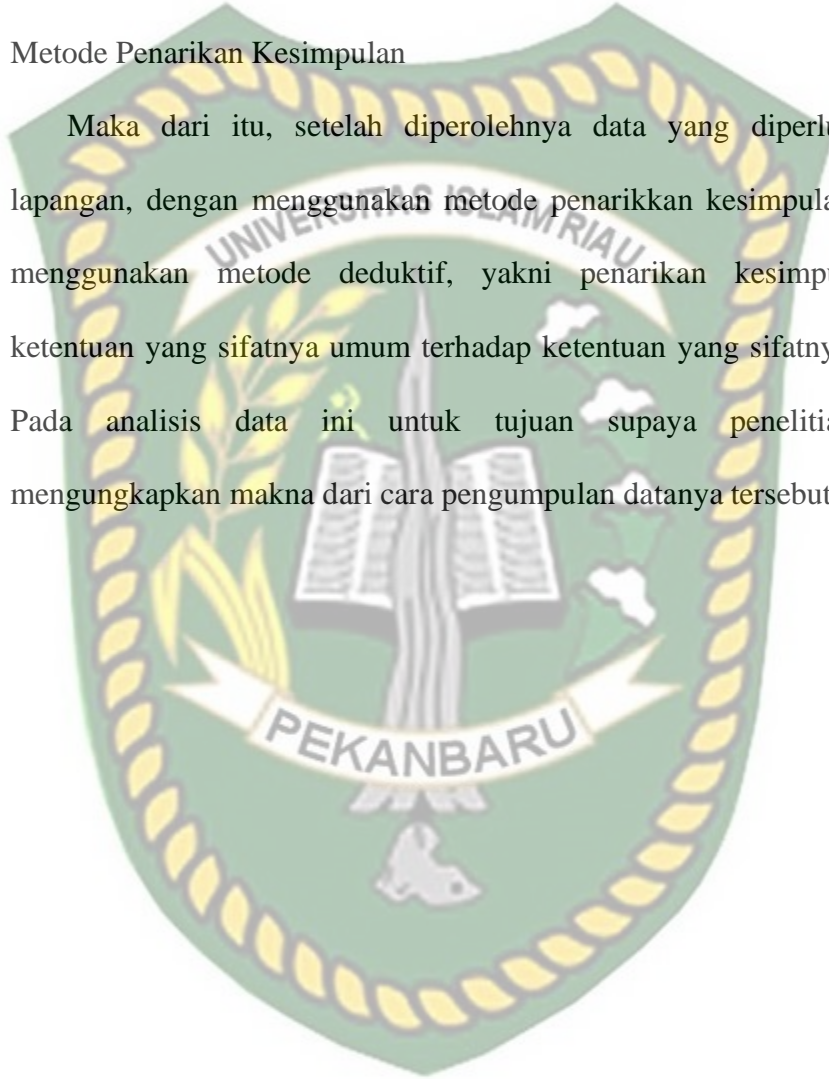 Metode Penarikan Kesimpulan
Maka dari itu, setelah diperolehnya data yang
lapangan, dengan menggunakan metode penarikkan
UNIVERSITAS ISLAM RIAU
menggunakan metode deduktif, yakni penarikan
ketentuan yang sifatnya umum terhadap ketentuan yang
Pada analisis data ini untuk tujuan supaya
mengungkapkan makna dari cara pengumpulan datanya tersebut
PEKANBARU